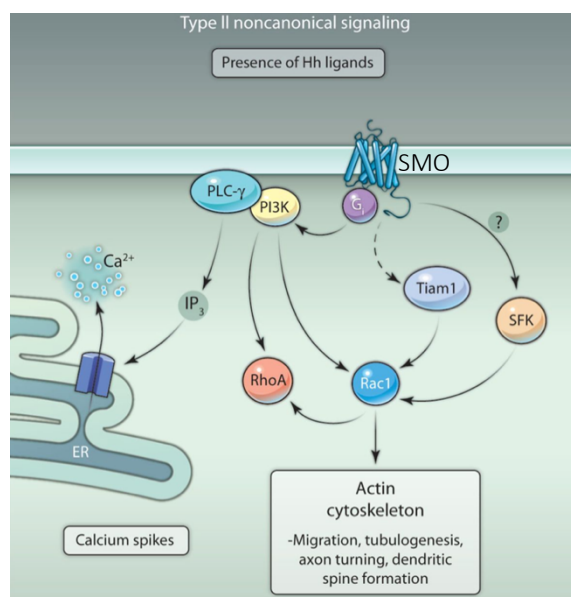 Type II noncanonical signaling
Presence of Hh ligands
SMO
PLC-γ
PI3K
Gᵢ
?
Ca²⁺
Tiam1
IP₃
SFK
RhoA
Rac1
ER
Actin
cytoskeleton
-Migration, tubulogenesis,
axon turning, dendritic
spine formation
Calcium spikes